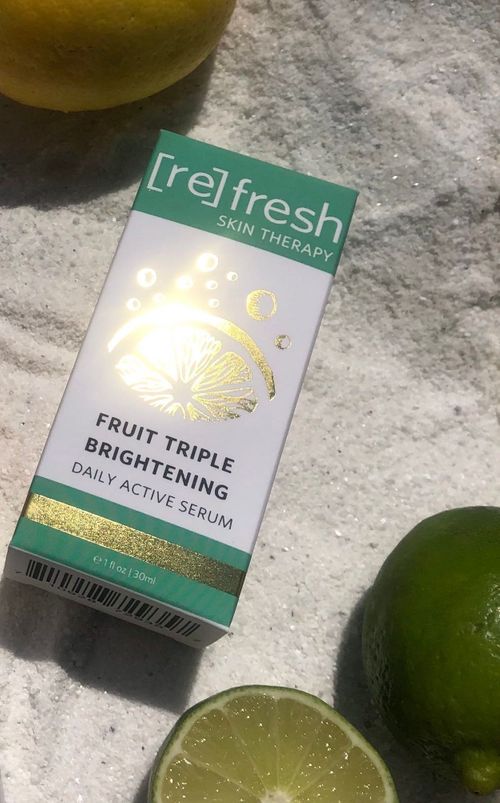 [re]fresh
SKIN THERAPY
FRUIT TRIPLE
BRIGHTENING
DAILY ACTIVE SERUM
℮ 1 fl oz | 30ml